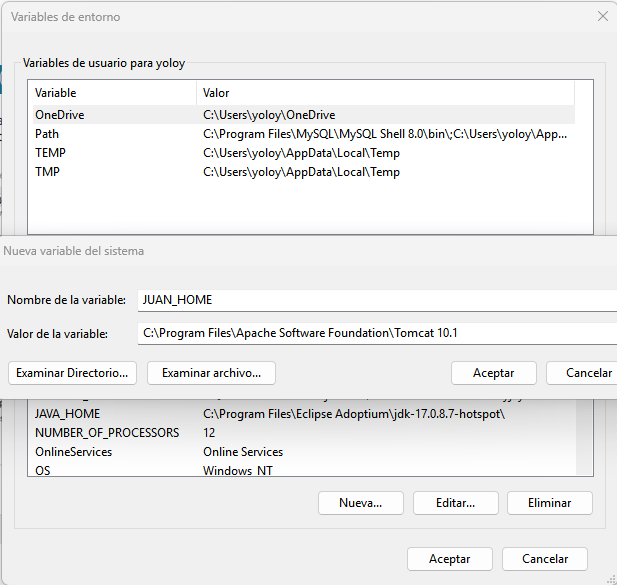 Variables de entorno
Variables de usuario para yoloy
Variable Valor
OneDrive C:\Users\yoloy\OneDrive
Path C:\Program Files\MySQL\MySQL Shell 8.0\bin\;C:\Users\yoloy\App...
TEMP C:\Users\yoloy\AppData\Local\Temp
TMP C:\Users\yoloy\AppData\Local\Temp
Nueva variable del sistema
Nombre de la variable: JUAN_HOME
Valor de la variable: C:\Program Files\Apache Software Foundation\Tomcat 10.1
Examinar Directorio... Examinar archivo... Aceptar Cancelar
JAVA_HOME C:\Program Files\Eclipse Adoptium\jdk-17.0.8.7-hotspot\
NUMBER_OF_PROCESSORS 12
OnlineServices Online Services
OS Windows_NT
Nueva... Editar... Eliminar
Aceptar Cancelar